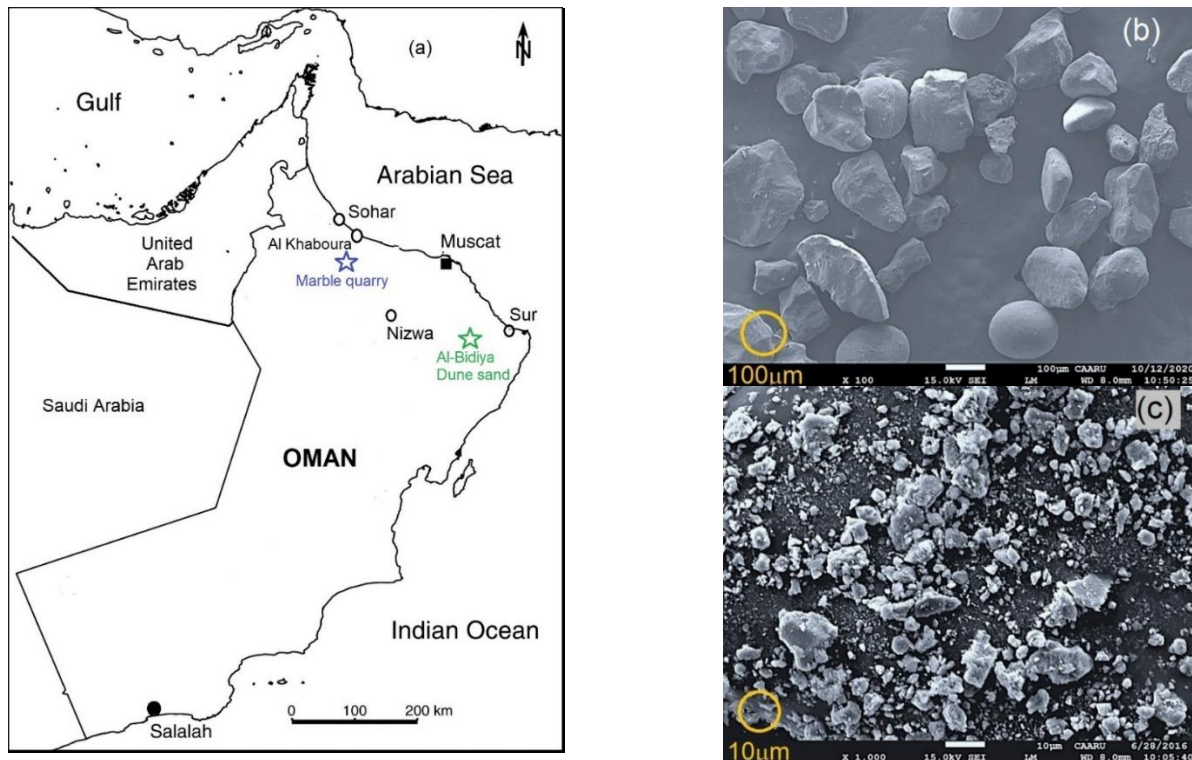 (a)
N
Gulf
Arabian Sea
Sohar
United
Arab
Emirates
Al Khaboura
Muscat
Marble quarry
Nizwa
Sur
Al-Bidiya
Dune sand
Saudi Arabia
OMAN
Indian Ocean
0 100 200 km
Salalah
(b)
100µm
100µm CAARU 10/12/2020
X 100 15.0kV SEI LM WD 8.0mm 10:50:25
(c)
10µm
10µm CAARU 6/28/2016
X 1,000 15.0kV SEI LM WD 8.0mm 10:05:40